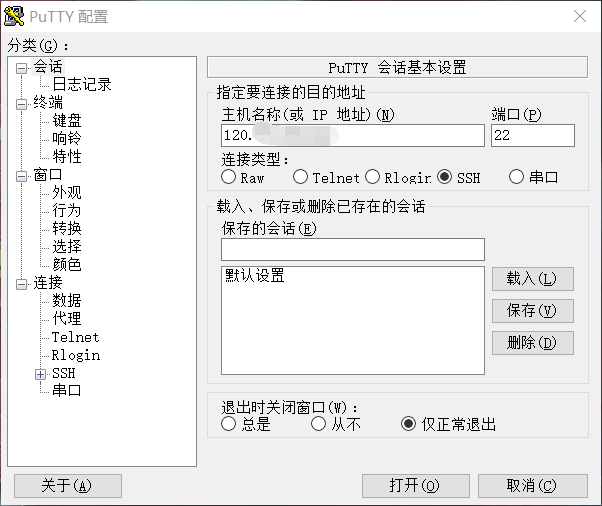 PuTTY 配置
分类(G)：
会话
日志记录
终端
键盘
响铃
特性
窗口
外观
行为
转换
选择
颜色
连接
数据
代理
Telnet
Rlogin
SSH
串口
PuTTY 会话基本设置
指定要连接的目的地址
主机名称(或 IP 地址)(N) 端口(P)
120. 22
连接类型：
Raw Telnet Rlogin SSH 串口
载入、保存或删除已存在的会话
保存的会话(E)
默认设置
载入(L)
保存(V)
删除(D)
退出时关闭窗口(W)：
总是 从不 仅正常退出
关于(A) 打开(O) 取消(C)